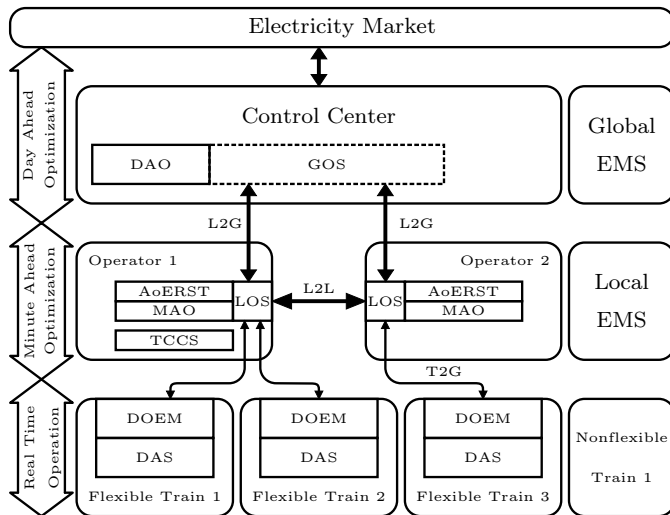 Electricity Market
Day Ahead
Optimization
Control Center
DAO
GOS
Global
EMS
L2G
L2G
Minute Ahead
Optimization
Operator 1
AoERST
MAO
LOS
TCCS
L2L
Operator 2
LOS
AoERST
MAO
Local
EMS
T2G
Real Time
Operation
DOEM
DAS
Flexible Train 1
DOEM
DAS
Flexible Train 2
DOEM
DAS
Flexible Train 3
Nonflexible
Train 1